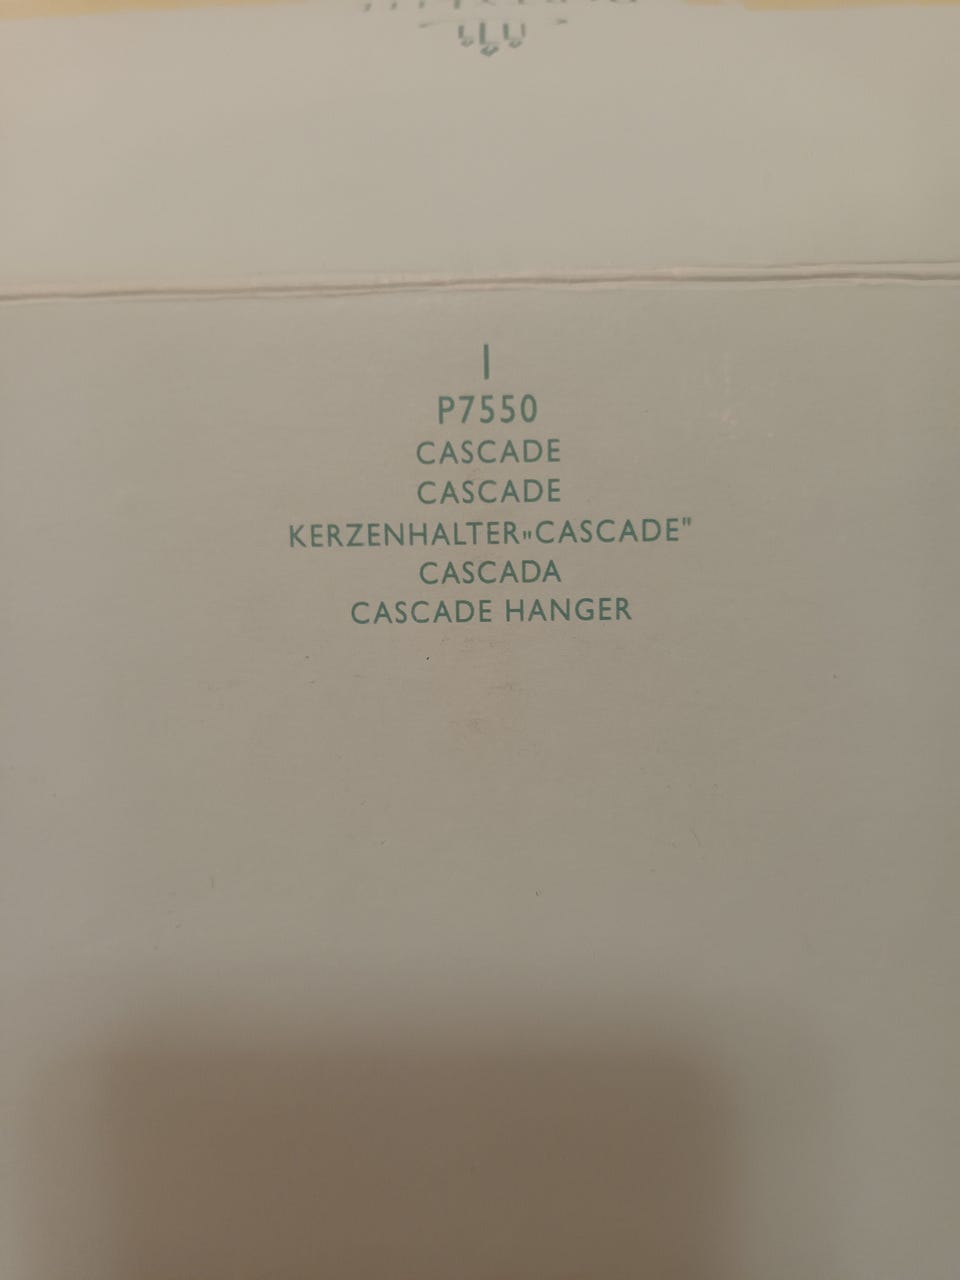 I
P7550
CASCADE
CASCADE
KERZENHALTER„CASCADE"
CASCADA
CASCADE HANGER